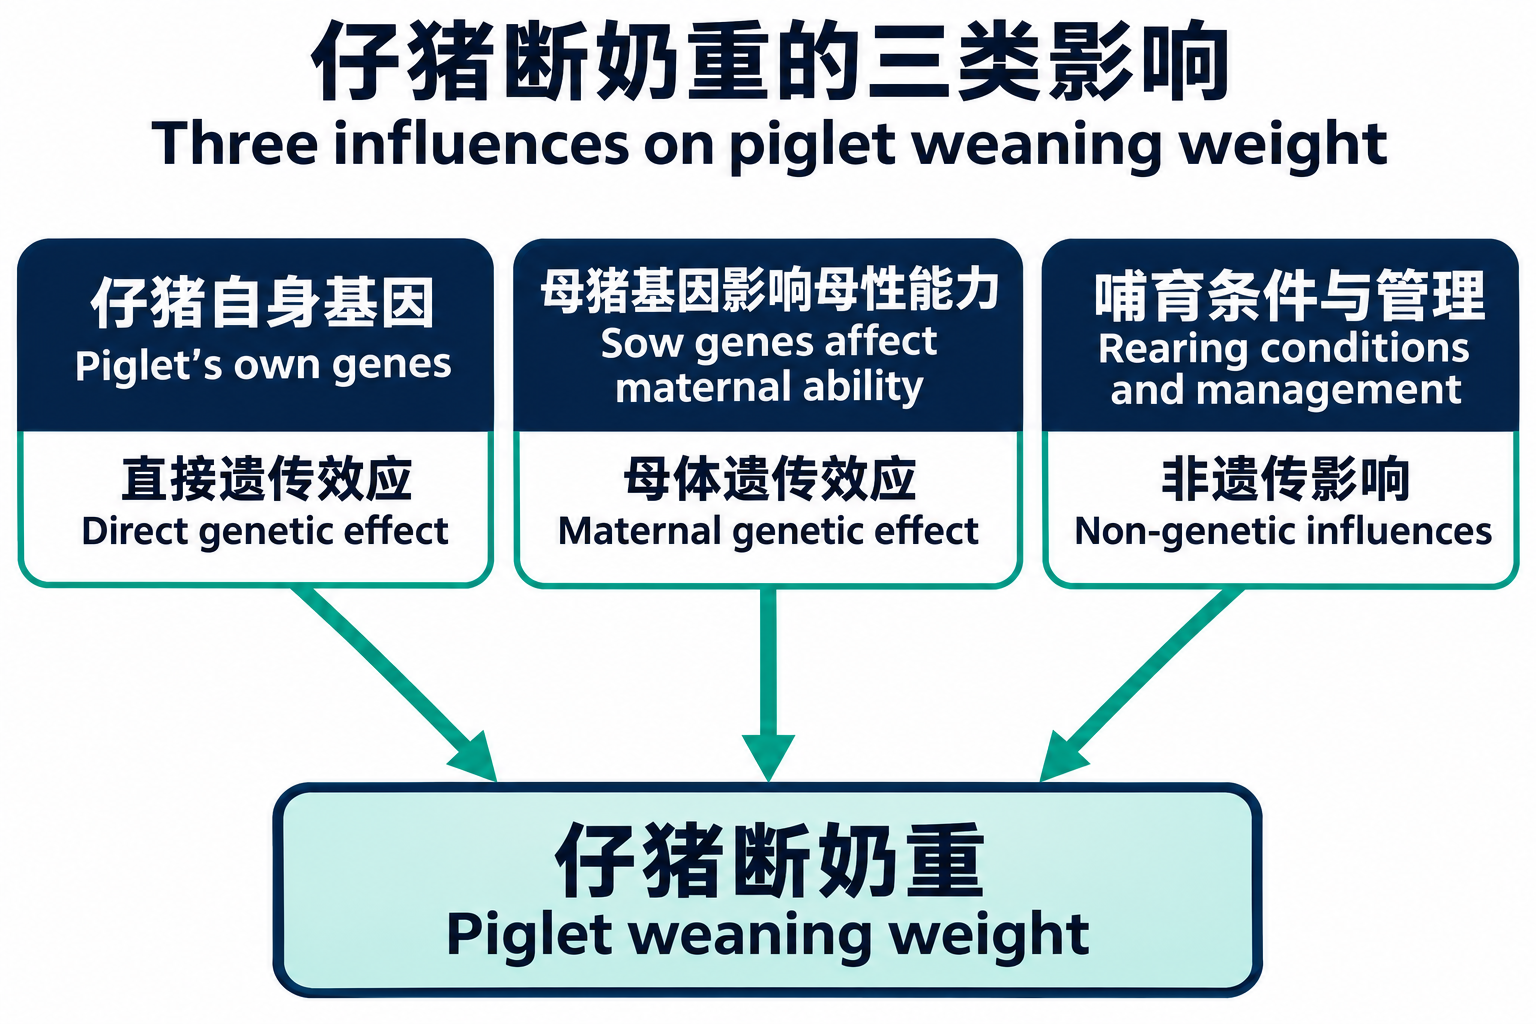 仔猪断奶重的三类影响
Three influences on piglet weaning weight
仔猪自身基因
Piglet’s own genes
直接遗传效应
Direct genetic effect
母猪基因影响母性能力
Sow genes affect
maternal ability
母体遗传效应
Maternal genetic effect
哺育条件与管理
Rearing conditions
and management
非遗传影响
Non-genetic influences
仔猪断奶重
Piglet weaning weight